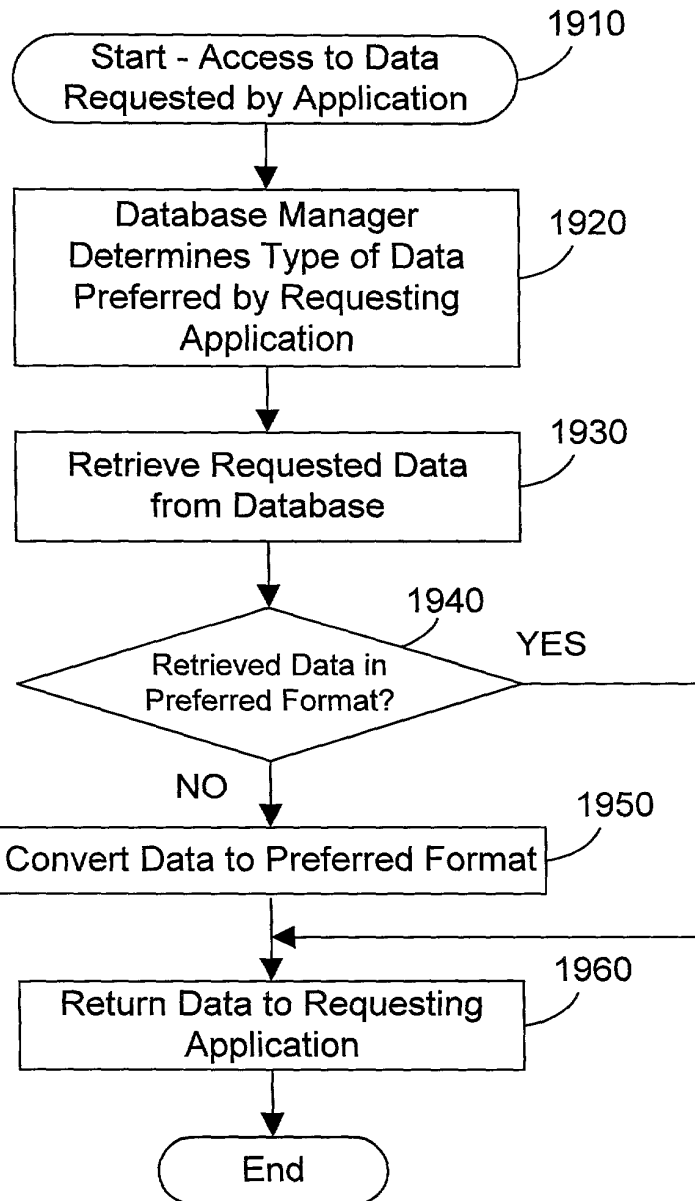 1910
Start - Access to Data
Requested by Application
1920
Database Manager
Determines Type of Data
Preferred by Requesting
Application
1930
Retrieve Requested Data
from Database
1940
YES
Retrieved Data in
Preferred Format?
NO
1950
Convert Data to Preferred Format
1960
Return Data to Requesting
Application
End